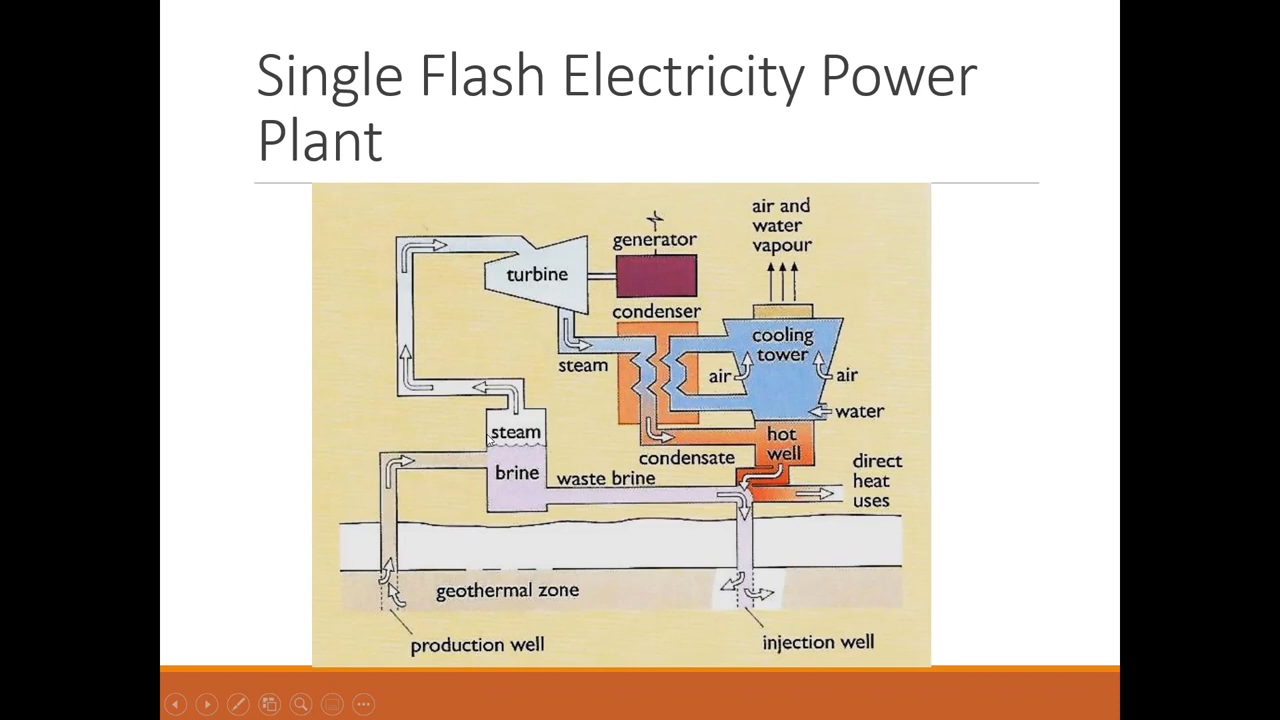 Single Flash Electricity Power
Plant
air and
water
vapour
generator
turbine
condenser
cooling
tower
steam
air
air
water
steam
hot
well
condensate
brine
waste brine
direct
heat
uses
geothermal zone
production well
injection well